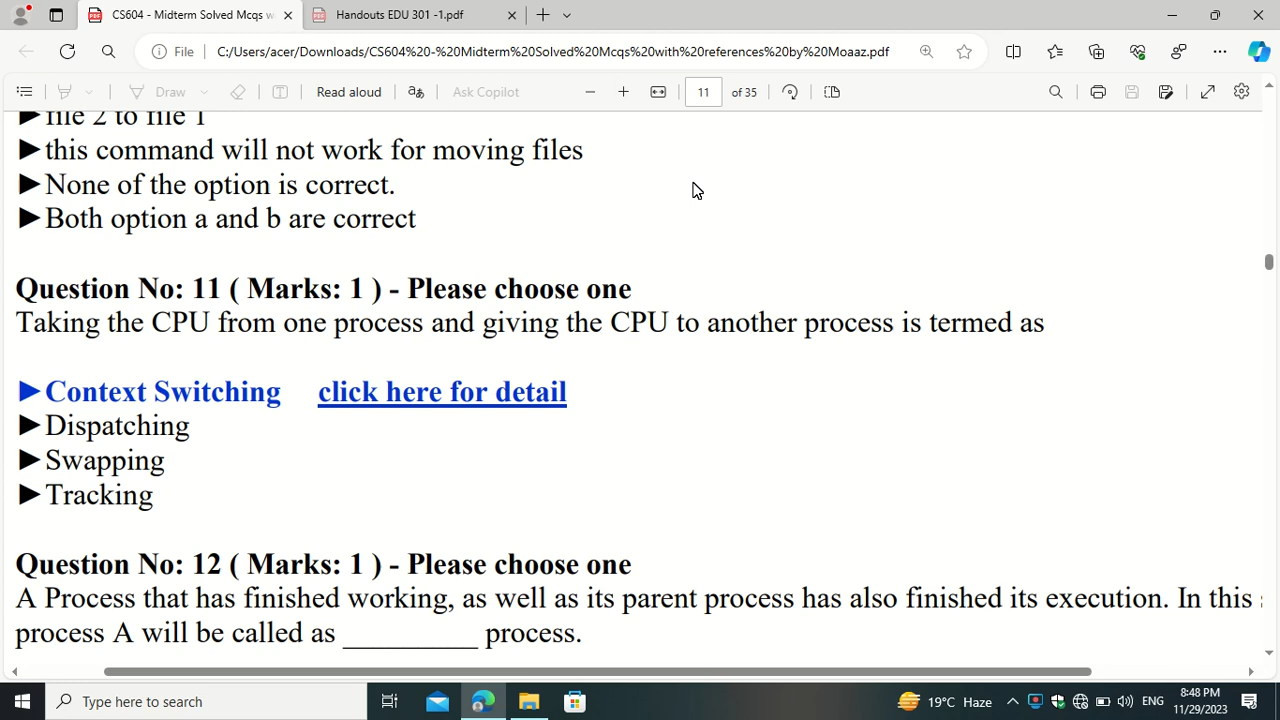 CS604 - Midterm Solved Mcqs w
Handouts EDU 301 -1.pdf
File
C:/Users/acer/Downloads/CS604%20-%20Midterm%20Solved%20Mcqs%20with%20references%20by%20Moaaz.pdf
Draw
Read aloud
aあ
Ask Copilot
11 of 35
►file 2 to file 1
►this command will not work for moving files
►None of the option is correct.
►Both option a and b are correct
Question No: 11 ( Marks: 1 ) - Please choose one
Taking the CPU from one process and giving the CPU to another process is termed as
►Context Switching click here for detail
►Dispatching
►Swapping
►Tracking
Question No: 12 ( Marks: 1 ) - Please choose one
A Process that has finished working, as well as its parent process has also finished its execution. In this
process A will be called as __________ process.
Type here to search
19°C Haze
ENG
8:48 PM
11/29/2023